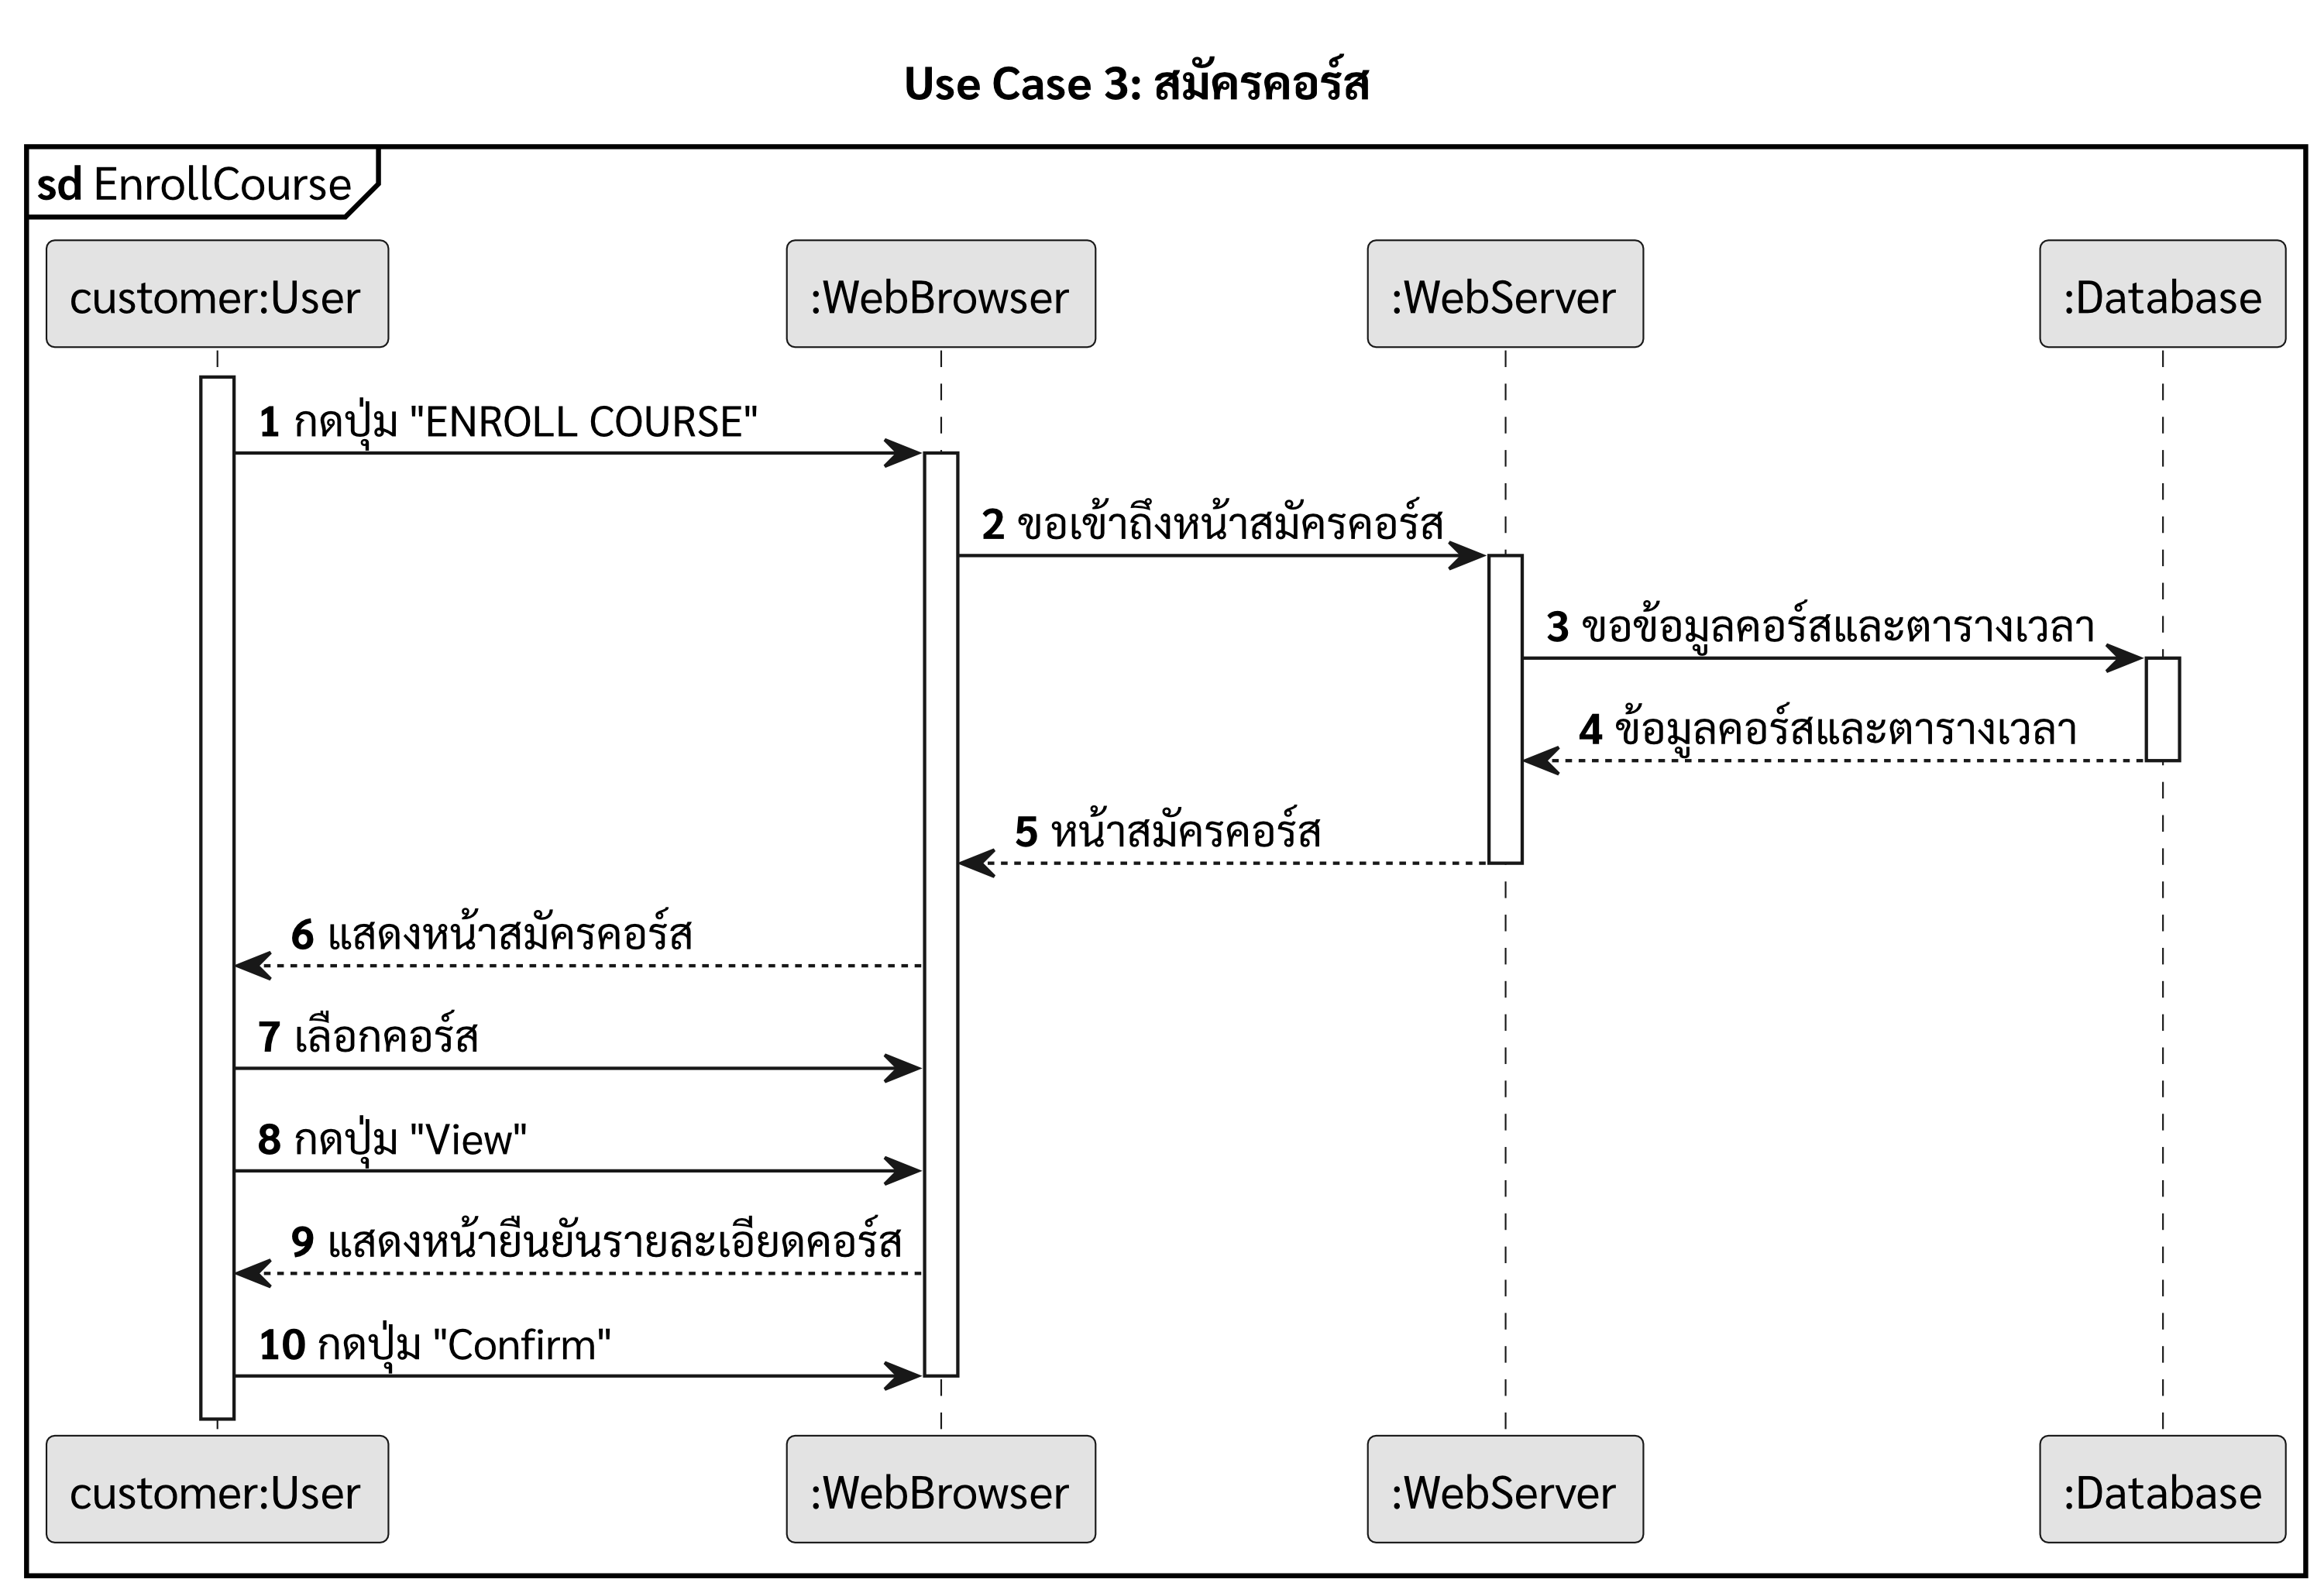 Use Case 3: สมัครคอร์ส
sd EnrollCourse
customer:User
:WebBrowser
:WebServer
:Database
1 กดปุ่ม "ENROLL COURSE"
2 ขอเข้าถึงหน้าสมัครคอร์ส
3 ขอข้อมูลคอร์สและตารางเวลา
4 ข้อมูลคอร์สและตารางเวลา
5 หน้าสมัครคอร์ส
6 แสดงหน้าสมัครคอร์ส
7 เลือกคอร์ส
8 กดปุ่ม "View"
9 แสดงหน้ายืนยันรายละเอียดคอร์ส
10 กดปุ่ม "Confirm"
customer:User
:WebBrowser
:WebServer
:Database